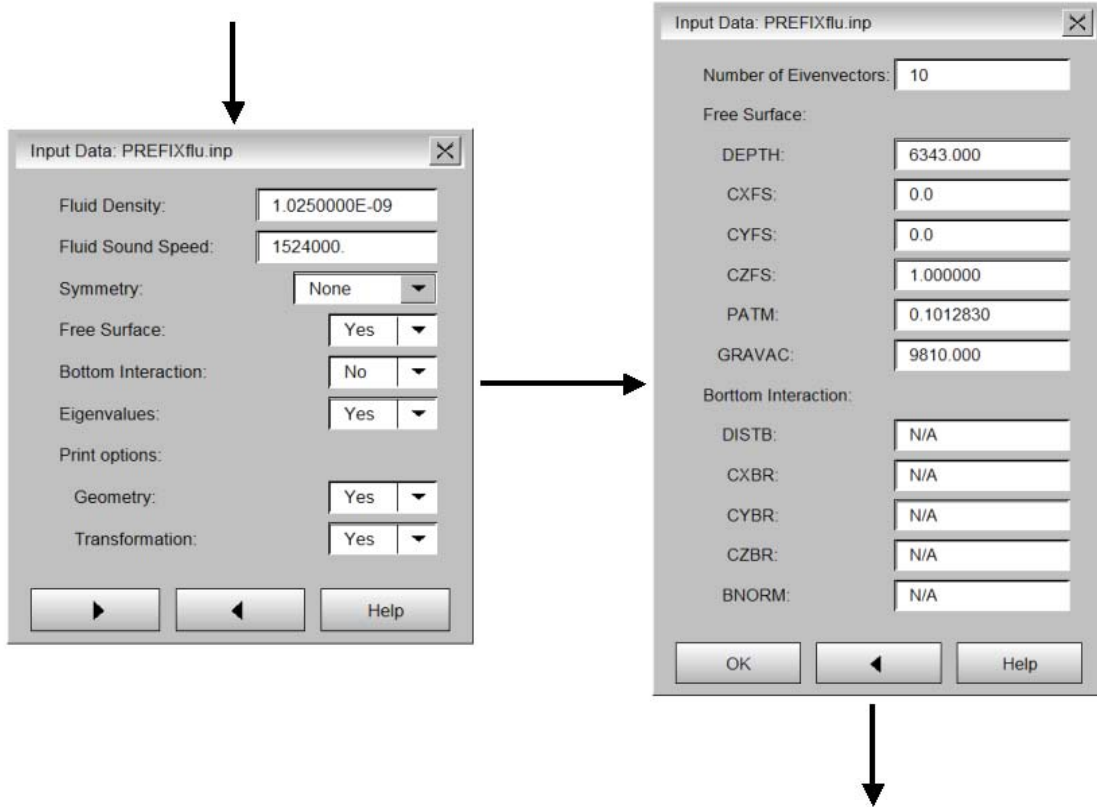 Input Data: PREFIXflu.inp
Fluid Density: 1.0250000E-09
Fluid Sound Speed: 1524000.
Symmetry: None
Free Surface: Yes
Bottom Interaction: No
Eigenvalues: Yes
Print options:
Geometry: Yes
Transformation: Yes
Help
Input Data: PREFIXflu.inp
Number of Eivenvectors: 10
Free Surface:
DEPTH: 6343.000
CXFS: 0.0
CYFS: 0.0
CZFS: 1.000000
PATM: 0.1012830
GRAVAC: 9810.000
Borttom Interaction:
DISTB: N/A
CXBR: N/A
CYBR: N/A
CZBR: N/A
BNORM: N/A
OK Help